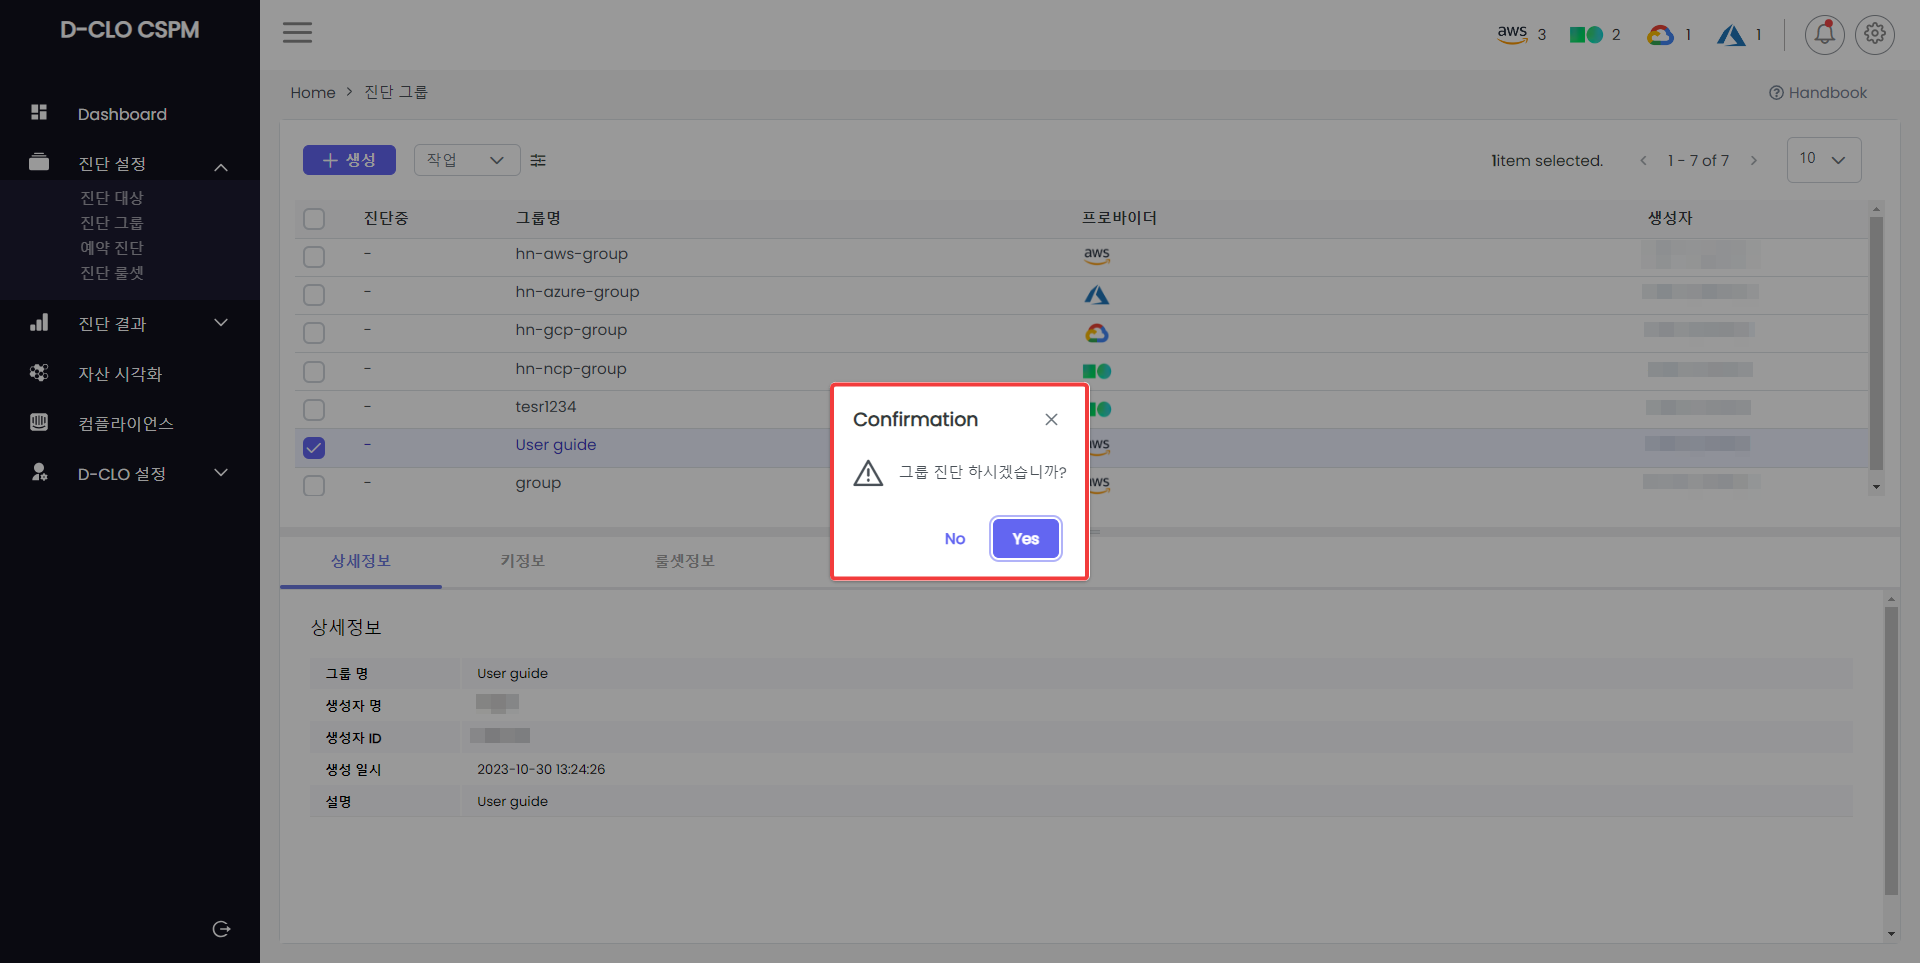 D-CLO CSPM
Dashboard
진단 설정
진단 대상
진단 그룹
예약 진단
진단 룰셋
진단 결과
자산 시각화
컴플라이언스
D-CLO 설정
aws 3 2 1 1
Home > 진단 그룹
Handbook
+ 생성 작업 1item selected. < 1 - 7 of 7 > 10
진단중 그룹명 프로바이더 생성자
- hn-aws-group aws
- hn-azure-group
- hn-gcp-group
- hn-ncp-group
- tesr1234
- User guide aws
- group aws
Confirmation
그룹 진단 하시겠습니까?
No Yes
상세정보 키정보 룰셋정보
상세정보
그룹 명 User guide
생성자 명
생성자 ID
생성 일시 2023-10-30 13:24:26
설명 User guide